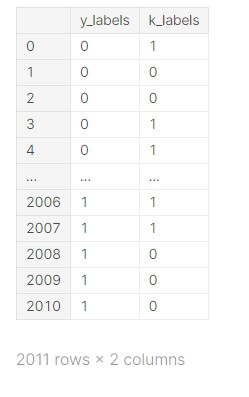 y_labels k_labels
0 0 1
1 0 0
2 0 0
3 0 1
4 0 1
... ... ...
2006 1 1
2007 1 1
2008 1 0
2009 1 0
2010 1 0
2011 rows × 2 columns